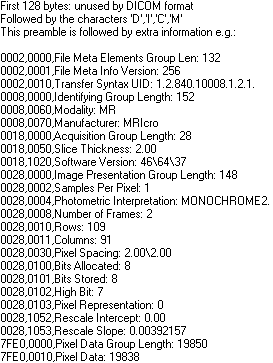 First 128 bytes: unused by DICOM format
Followed by the characters 'D','I','C','M'
This preamble is followed by extra information e.g.:
0002,0000,File Meta Elements Group Len: 132
0002,0001,File Meta Info Version: 256
0002,0010,Transfer Syntax UID: 1.2.840.10008.1.2.1.
0008,0000,Identifying Group Length: 152
0008,0060,Modality: MR
0008,0070,Manufacturer: MRIcro
0018,0000,Acquisition Group Length: 28
0018,0050,Slice Thickness: 2.00
0018,1020,Software Version: 46\64\37
0028,0000,Image Presentation Group Length: 148
0028,0002,Samples Per Pixel: 1
0028,0004,Photometric Interpretation: MONOCHROME2.
0028,0008,Number of Frames: 2
0028,0010,Rows: 109
0028,0011,Columns: 91
0028,0030,Pixel Spacing: 2.00\2.00
0028,0100,Bits Allocated: 8
0028,0101,Bits Stored: 8
0028,0102,High Bit: 7
0028,0103,Pixel Representation: 0
0028,1052,Rescale Intercept: 0.00
0028,1053,Rescale Slope: 0.00392157
7FE0,0000,Pixel Data Group Length: 19850
7FE0,0010,Pixel Data: 19838